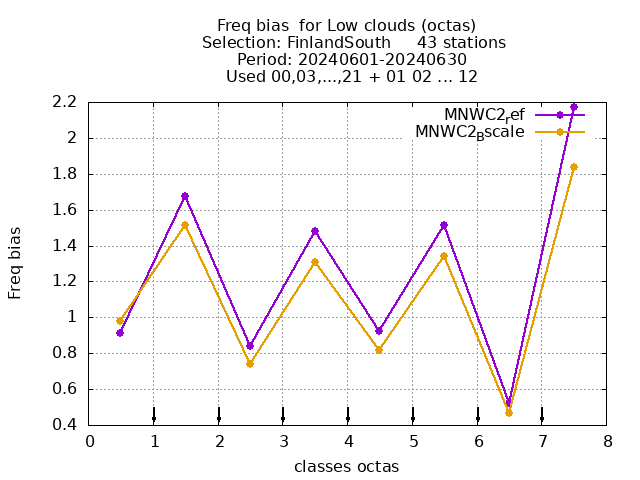 Freq bias  for Low clouds (octas)
Selection: FinlandSouth     43 stations
Period: 20240601-20240630
Used 00,03,...,21 + 01 02 ... 12
MNWC2ref
MNWC2Bscale
2.2
2
1.8
1.6
1.4
1.2
1
0.8
0.6
0.4
Freq bias
0 1 2 3 4 5 6 7 8
classes octas